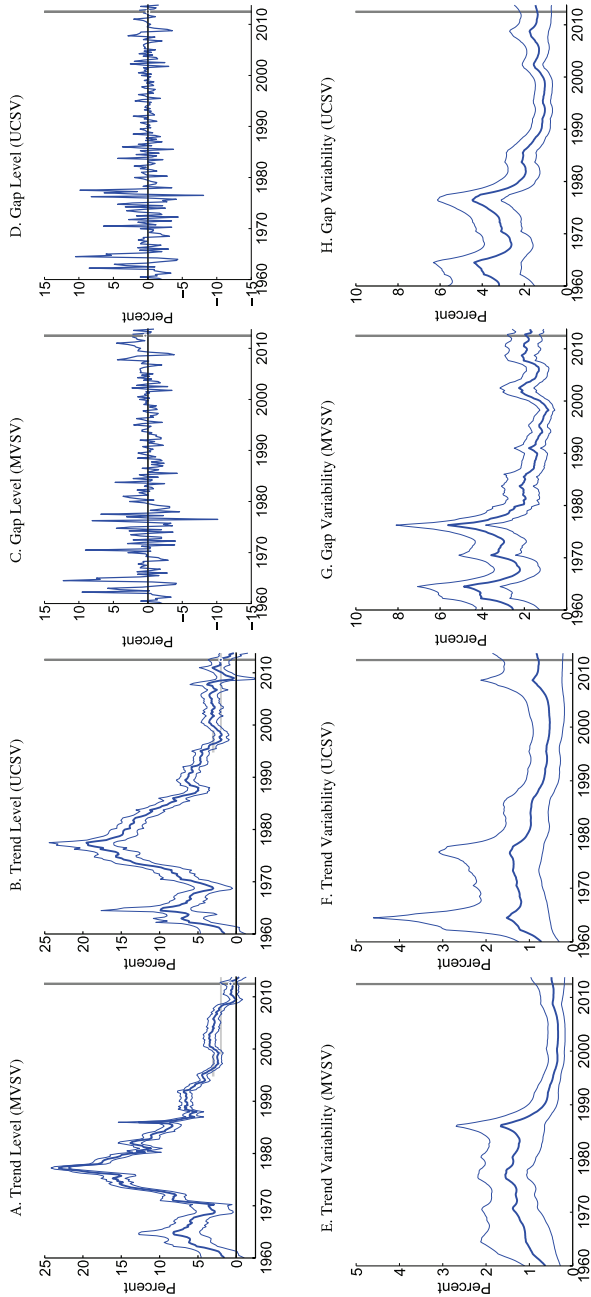 A. Trend Level (MVSV)
Percent
25
20
15
10
5
0
1960 1970 1980 1990 2000 2010
B. Trend Level (UCSV)
Percent
25
20
15
10
5
0
1960 1970 1980 1990 2000 2010
C. Gap Level (MVSV)
Percent
15
10
5
0
−5
−10
−15
1960 1970 1980 1990 2000 2010
D. Gap Level (UCSV)
Percent
15
10
5
0
−5
−10
−15
1960 1970 1980 1990 2000 2010
E. Trend Variability (MVSV)
Percent
5
4
3
2
1
0
1960 1970 1980 1990 2000 2010
F. Trend Variability (UCSV)
Percent
5
4
3
2
1
0
1960 1970 1980 1990 2000 2010
G. Gap Variability (MVSV)
Percent
10
8
6
4
2
0
1960 1970 1980 1990 2000 2010
H. Gap Variability (UCSV)
Percent
10
8
6
4
2
0
1960 1970 1980 1990 2000 2010